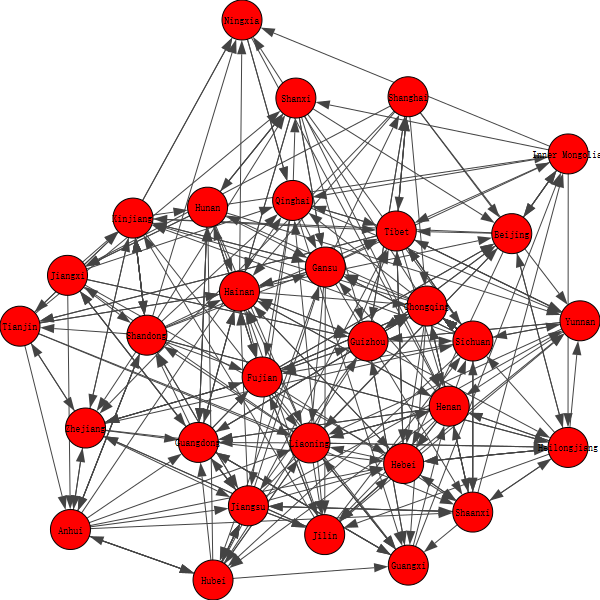 Ningxia
Shanxi
Shanghai
Inner Mongolia
Qinghai
Hunan
Xinjiang
Tibet
Beijing
Gansu
Jiangxi
Hainan
Chongqing
Tianjin
Shandong
Yunnan
Guizhou
Sichuan
Fujian
Henan
Zhejiang
Guangdong
Liaoning
Heilongjiang
Hebei
Jiangsu
Shaanxi
Anhui
Jilin
Guangxi
Hubei